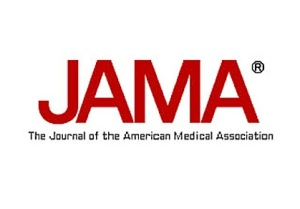 JAMA®
The Journal of the American Medical Association